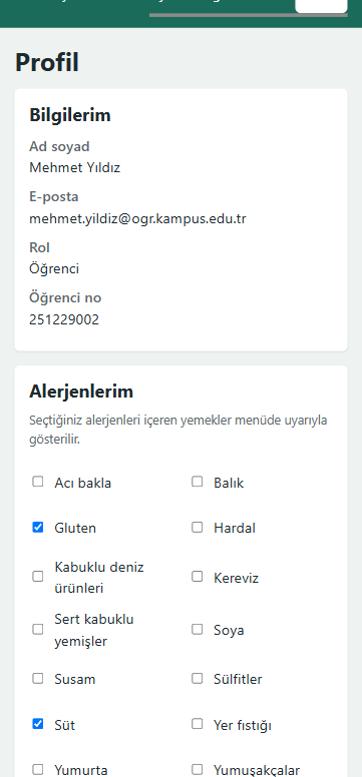 Profil
Bilgilerim
Ad soyad
Mehmet Yıldız
E-posta
mehmet.yildiz@ogr.kampus.edu.tr
Rol
Öğrenci
Öğrenci no
251229002
Alerjenlerim
Seçtiğiniz alerjenleri içeren yemekler menüde uyarıyla
gösterilir.
Acı bakla
Balık
Gluten
Hardal
Kabuklu deniz
ürünleri
Kereviz
Sert kabuklu
yemişler
Soya
Susam
Sülfitler
Süt
Yer fıstığı
Yumurta
Yumuşakçalar